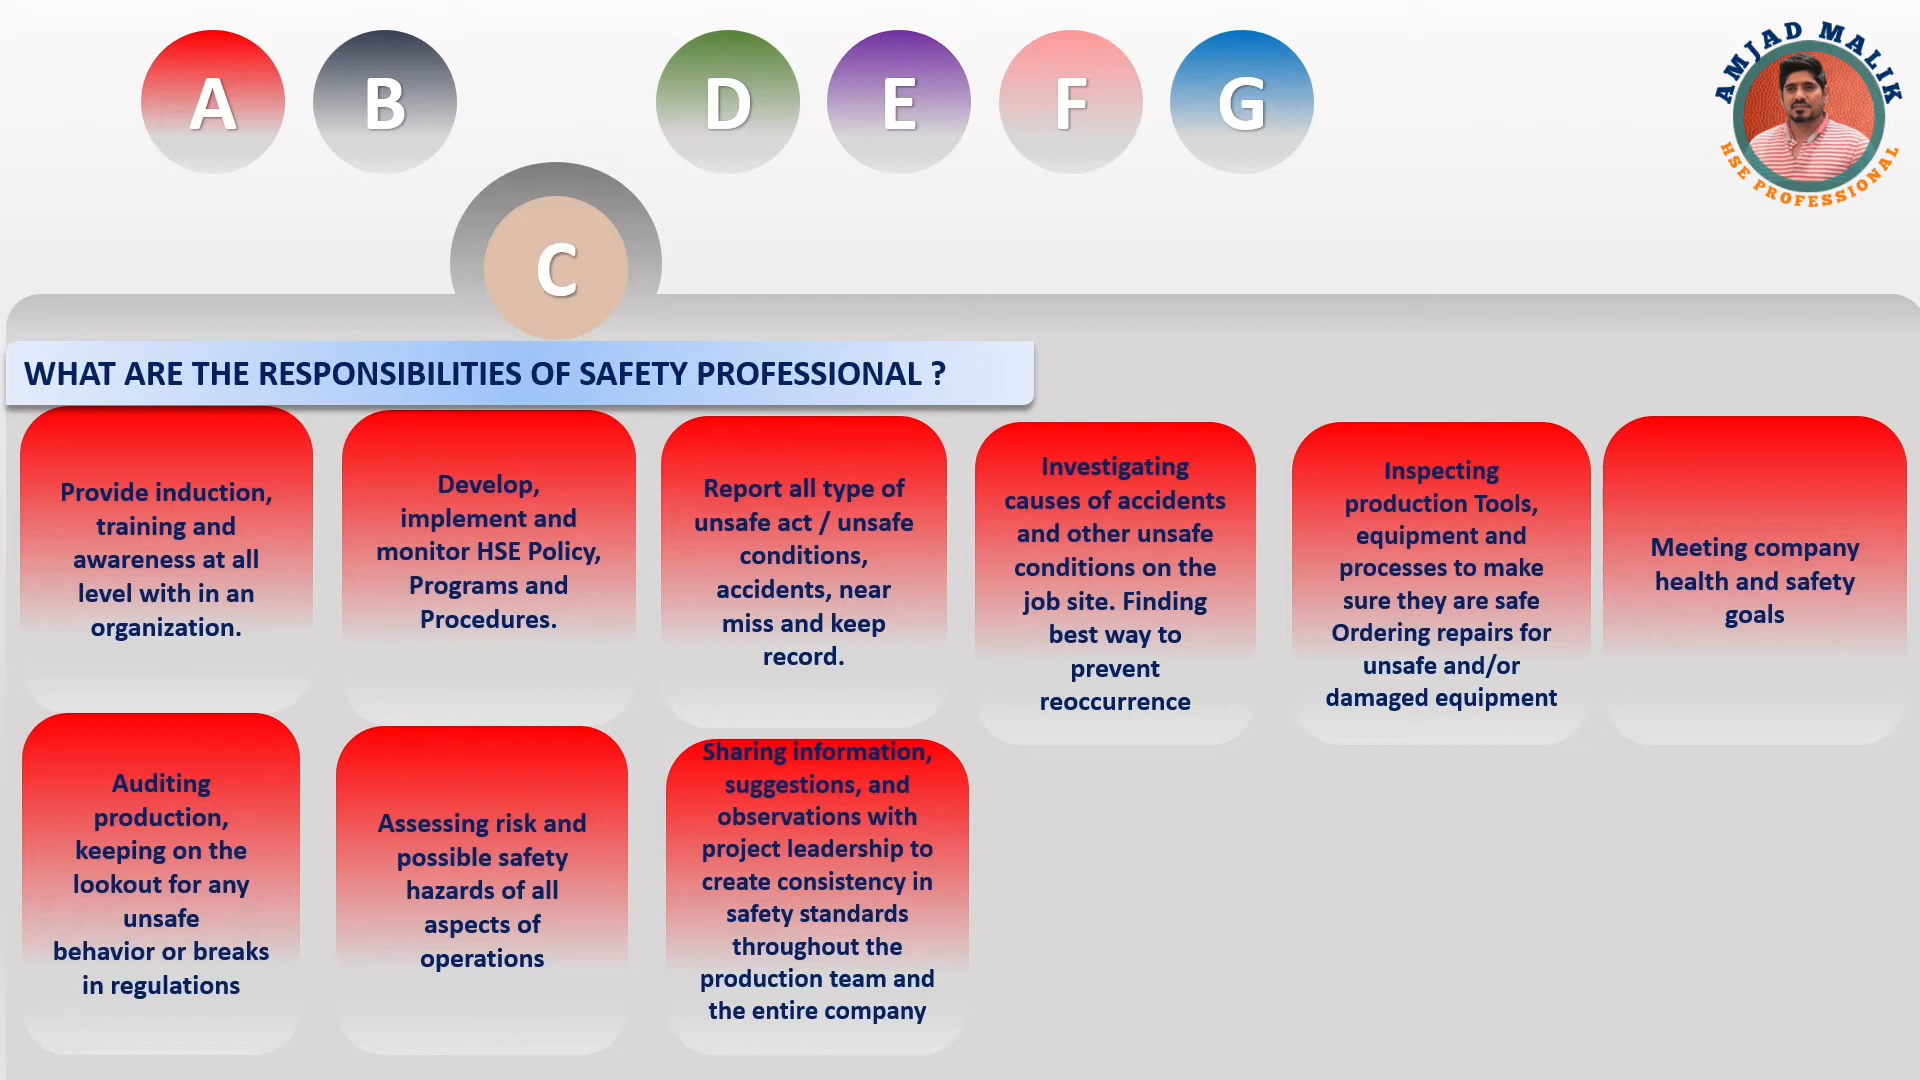 A
B
D
E
F
G
AMJAD MALIK
HSE PROFESSIONAL
C
WHAT ARE THE RESPONSIBILITIES OF SAFETY PROFESSIONAL ?
Provide induction,
training and
awareness at all
level with in an
organization.
Develop,
implement and
monitor HSE Policy,
Programs and
Procedures.
Report all type of
unsafe act / unsafe
conditions,
accidents, near
miss and keep
record.
Investigating
causes of accidents
and other unsafe
conditions on the
job site. Finding
best way to
prevent
reoccurrence
Inspecting
production Tools,
equipment and
processes to make
sure they are safe
Ordering repairs for
unsafe and/or
damaged equipment
Meeting company
health and safety
goals
Auditing
production,
keeping on the
lookout for any
unsafe
behavior or breaks
in regulations
Assessing risk and
possible safety
hazards of all
aspects of
operations
Sharing information,
suggestions, and
observations with
project leadership to
create consistency in
safety standards
throughout the
production team and
the entire company